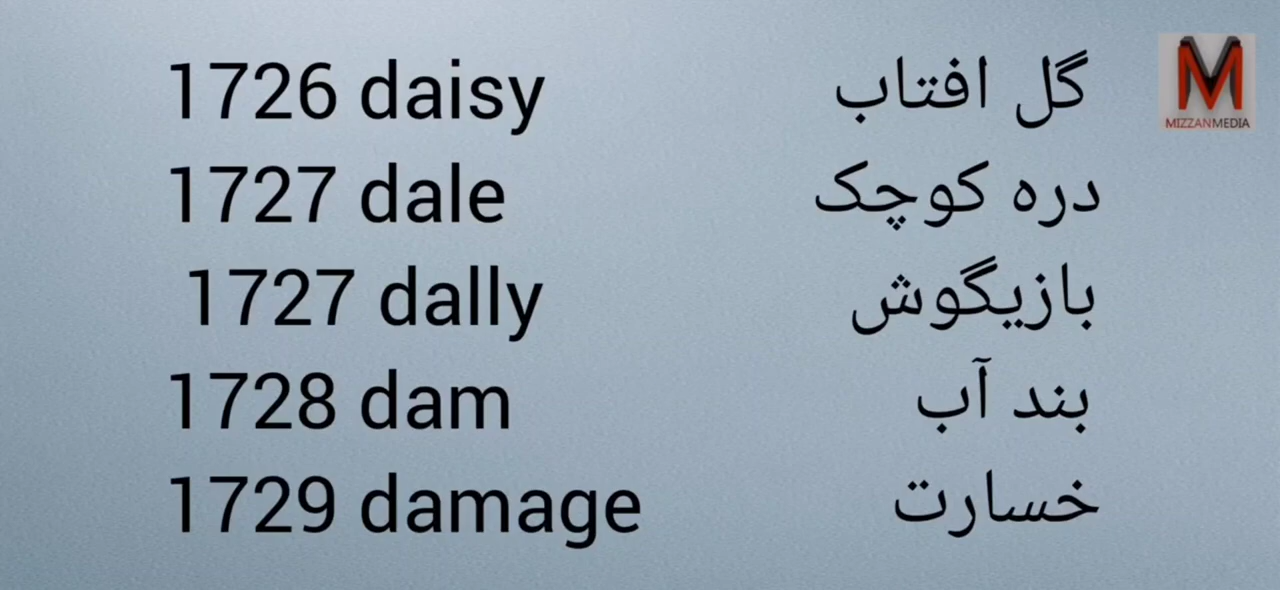 1726 daisy گل افتاب
1727 dale دره کوچک
1727 dally بازیگوش
1728 dam بند آب
1729 damage خسارت
MIZZANMEDIA